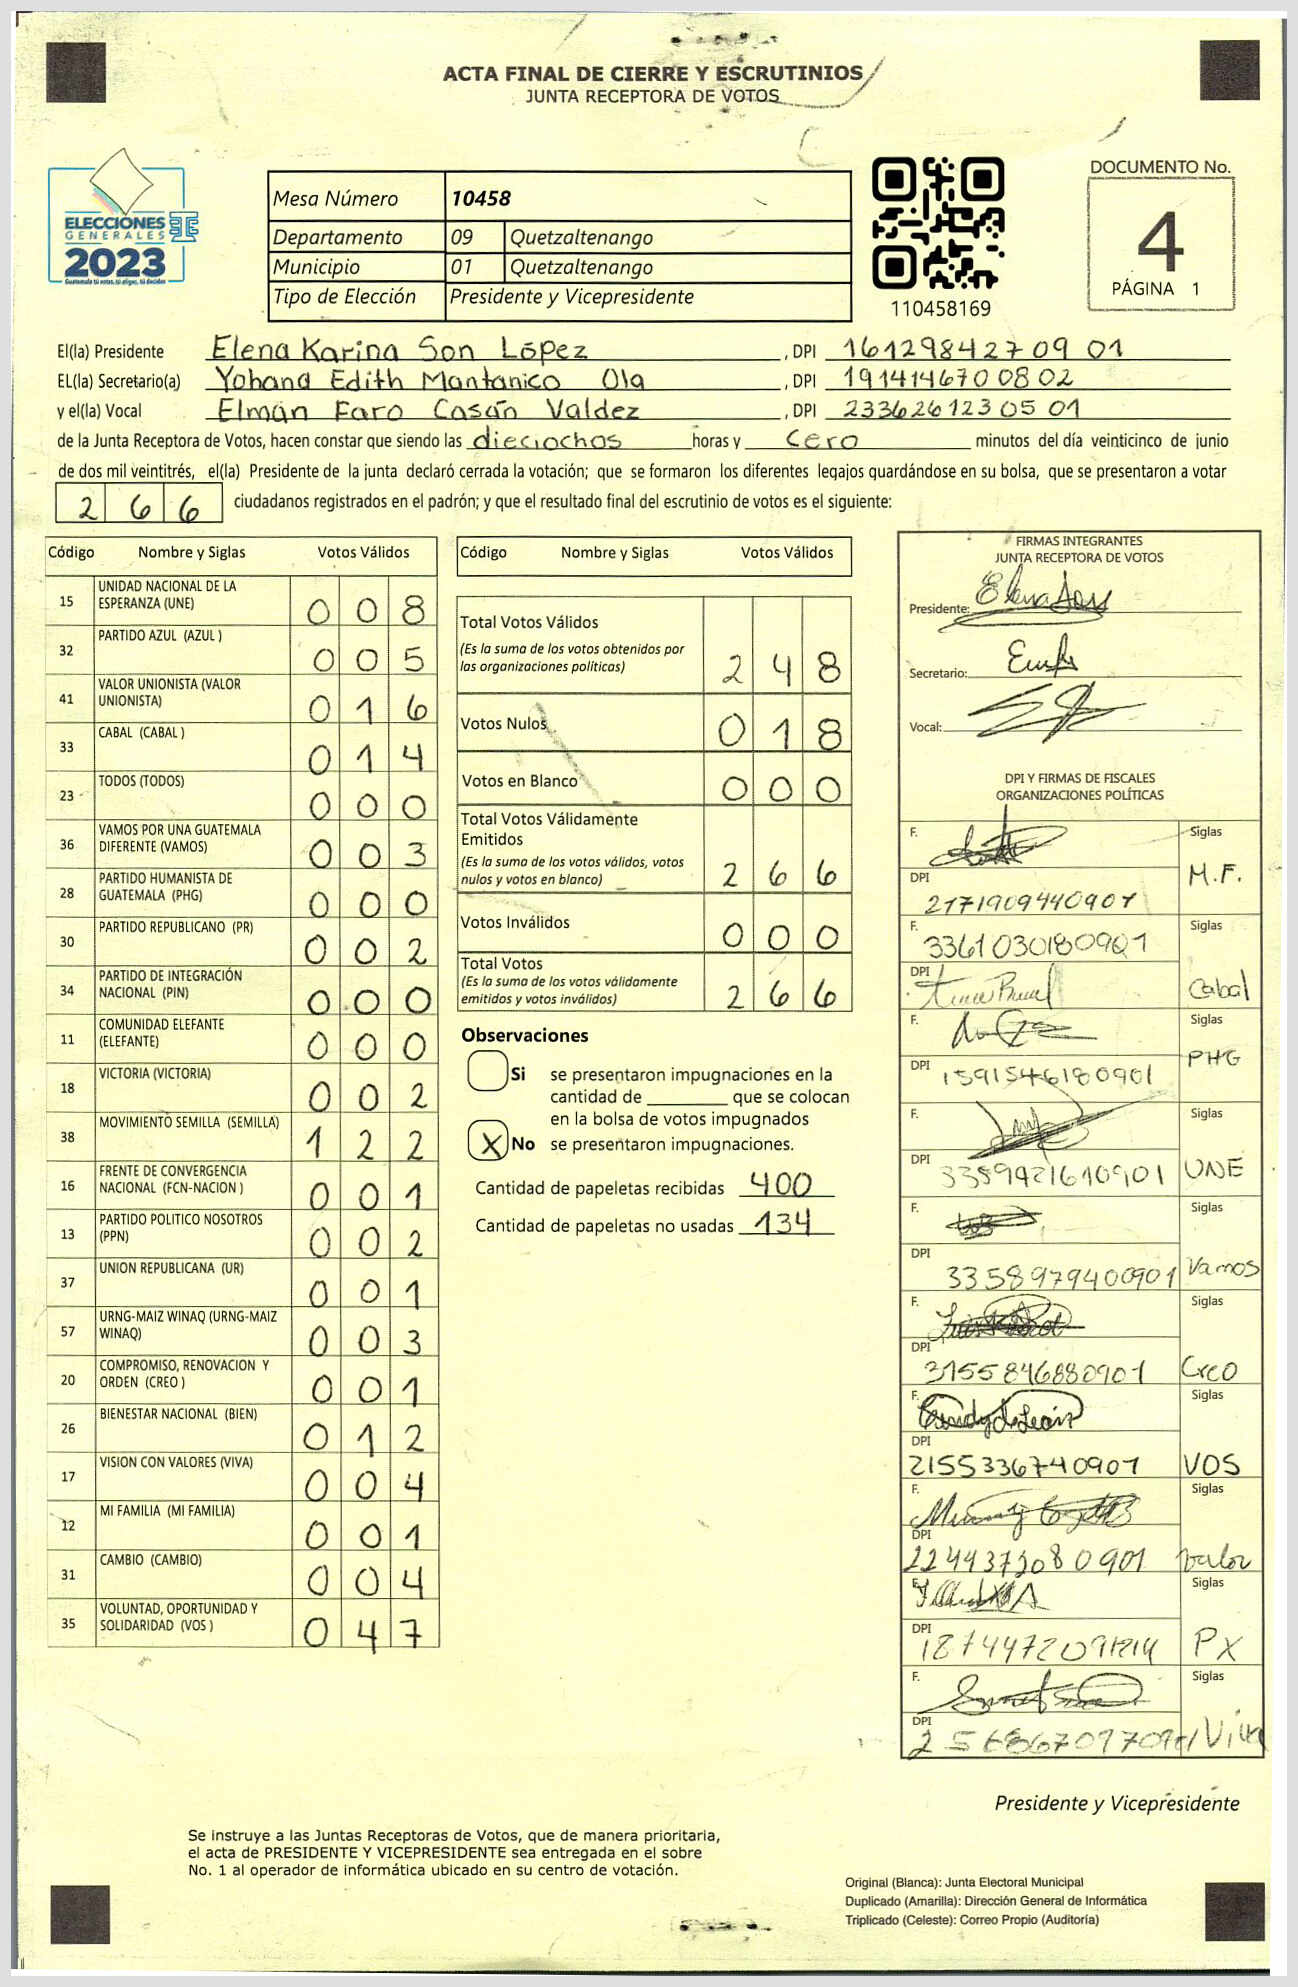 ACTA FINAL DE CIERRE Y ESCRUTINIOS
JUNTA RECEPTORA DE VOTOS
ELECCIONES
GENERALES
2023
Guatemala tú votas, tú eliges, tú decides
Mesa Número 10458
Departamento 09 Quetzaltenango
Municipio 01 Quetzaltenango
Tipo de Elección Presidente y Vicepresidente
110458169
DOCUMENTO No.
4
PÁGINA 1
El(la) Presidente Elena Karina Son López , DPI 161298427 09 01
EL(la) Secretario(a) Yohana Edith Mantanico Ola , DPI 191414670 08 02
y el(la) Vocal Elman Faro Casán Valdez , DPI 233626123 05 01
de la Junta Receptora de Votos, hacen constar que siendo las dieciochos horas y cero minutos del día veinticinco de junio
de dos mil veintitrés, el(la) Presidente de la junta declaró cerrada la votación; que se formaron los diferentes legajos guardándose en su bolsa, que se presentaron a votar
2 6 6 ciudadanos registrados en el padrón; y que el resultado final del escrutinio de votos es el siguiente:
Código Nombre y Siglas Votos Válidos
15 UNIDAD NACIONAL DE LA
ESPERANZA (UNE) 0 0 8
32 PARTIDO AZUL (AZUL ) 0 0 5
41 VALOR UNIONISTA (VALOR
UNIONISTA) 0 1 6
33 CABAL (CABAL ) 0 1 4
23 TODOS (TODOS) 0 0 0
36 VAMOS POR UNA GUATEMALA
DIFERENTE (VAMOS) 0 0 3
28 PARTIDO HUMANISTA DE
GUATEMALA (PHG) 0 0 0
30 PARTIDO REPUBLICANO (PR) 0 0 2
34 PARTIDO DE INTEGRACIÓN
NACIONAL (PIN) 0 0 0
11 COMUNIDAD ELEFANTE
(ELEFANTE) 0 0 0
18 VICTORIA (VICTORIA) 0 0 2
38 MOVIMIENTO SEMILLA (SEMILLA) 1 2 2
16 FRENTE DE CONVERGENCIA
NACIONAL (FCN-NACION ) 0 0 1
13 PARTIDO POLITICO NOSOTROS
(PPN) 0 0 2
37 UNION REPUBLICANA (UR) 0 0 1
57 URNG-MAIZ WINAQ (URNG-MAIZ
WINAQ) 0 0 3
20 COMPROMISO, RENOVACION Y
ORDEN (CREO ) 0 0 1
26 BIENESTAR NACIONAL (BIEN) 0 1 2
17 VISION CON VALORES (VIVA) 0 0 4
12 MI FAMILIA (MI FAMILIA) 0 0 1
31 CAMBIO (CAMBIO) 0 0 4
35 VOLUNTAD, OPORTUNIDAD Y
SOLIDARIDAD (VOS ) 0 4 7
Código Nombre y Siglas Votos Válidos
Total Votos Válidos
(Es la suma de los votos obtenidos por
las organizaciones políticas) 2 4 8
Votos Nulos 0 1 8
Votos en Blanco 0 0 0
Total Votos Válidamente
Emitidos
(Es la suma de los votos válidos, votos
nulos y votos en blanco) 2 6 6
Votos Inválidos 0 0 0
Total Votos
(Es la suma de los votos válidamente
emitidos y votos inválidos) 2 6 6
Observaciones
Si se presentaron impugnaciones en la
cantidad de ________ que se colocan
en la bolsa de votos impugnados
X No se presentaron impugnaciones.
Cantidad de papeletas recibidas 400
Cantidad de papeletas no usadas 134
FIRMAS INTEGRANTES
JUNTA RECEPTORA DE VOTOS
Presidente: Elena Son
Secretario:
Vocal:
DPI Y FIRMAS DE FISCALES
ORGANIZACIONES POLÍTICAS
F. Siglas
M.F.
DPI
2171909440901
F. Siglas
3361030180901
DPI
Cabal
F. Siglas
PHG
DPI 1591546180901
F. Siglas
DPI 3389421610901 UNE
F. Siglas
DPI
3358979400901 Vamos
F. Siglas
DPI
3155846880901 Creo
F. Siglas
DPI
2155336740901 VOS
F. Siglas
DPI
2244373080901 Valor
F. Siglas
DPI
PX
F. Siglas
DPI
Viva
Presidente y Vicepresidente
Se instruye a las Juntas Receptoras de Votos, que de manera prioritaria,
el acta de PRESIDENTE Y VICEPRESIDENTE sea entregada en el sobre
No. 1 al operador de informática ubicado en su centro de votación.
Original (Blanca): Junta Electoral Municipal
Duplicado (Amarilla): Dirección General de Informática
Triplicado (Celeste): Correo Propio (Auditoría)